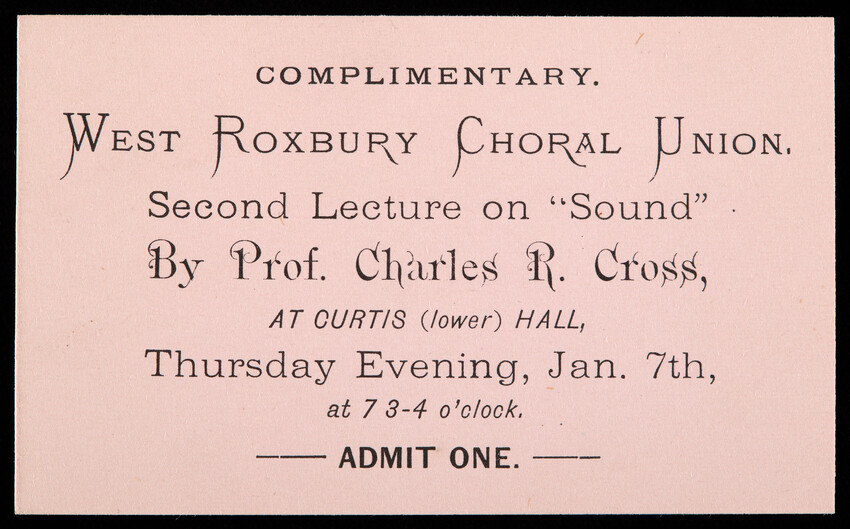 COMPLIMENTARY.
WEST ROXBURY CHORAL UNION.
Second Lecture on “Sound”
By Prof. Charles R. Cross,
AT CURTIS (lower) HALL,
Thursday Evening, Jan. 7th,
at 7 3-4 o'clock.
ADMIT ONE.